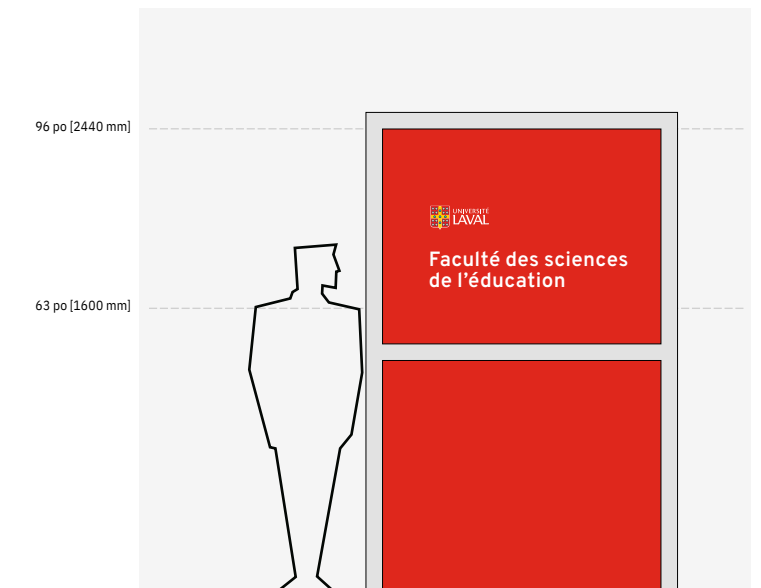 96 po [2440 mm]
UNIVERSITÉ
LAVAL
Faculté des sciences
de l’éducation
63 po [1600 mm]